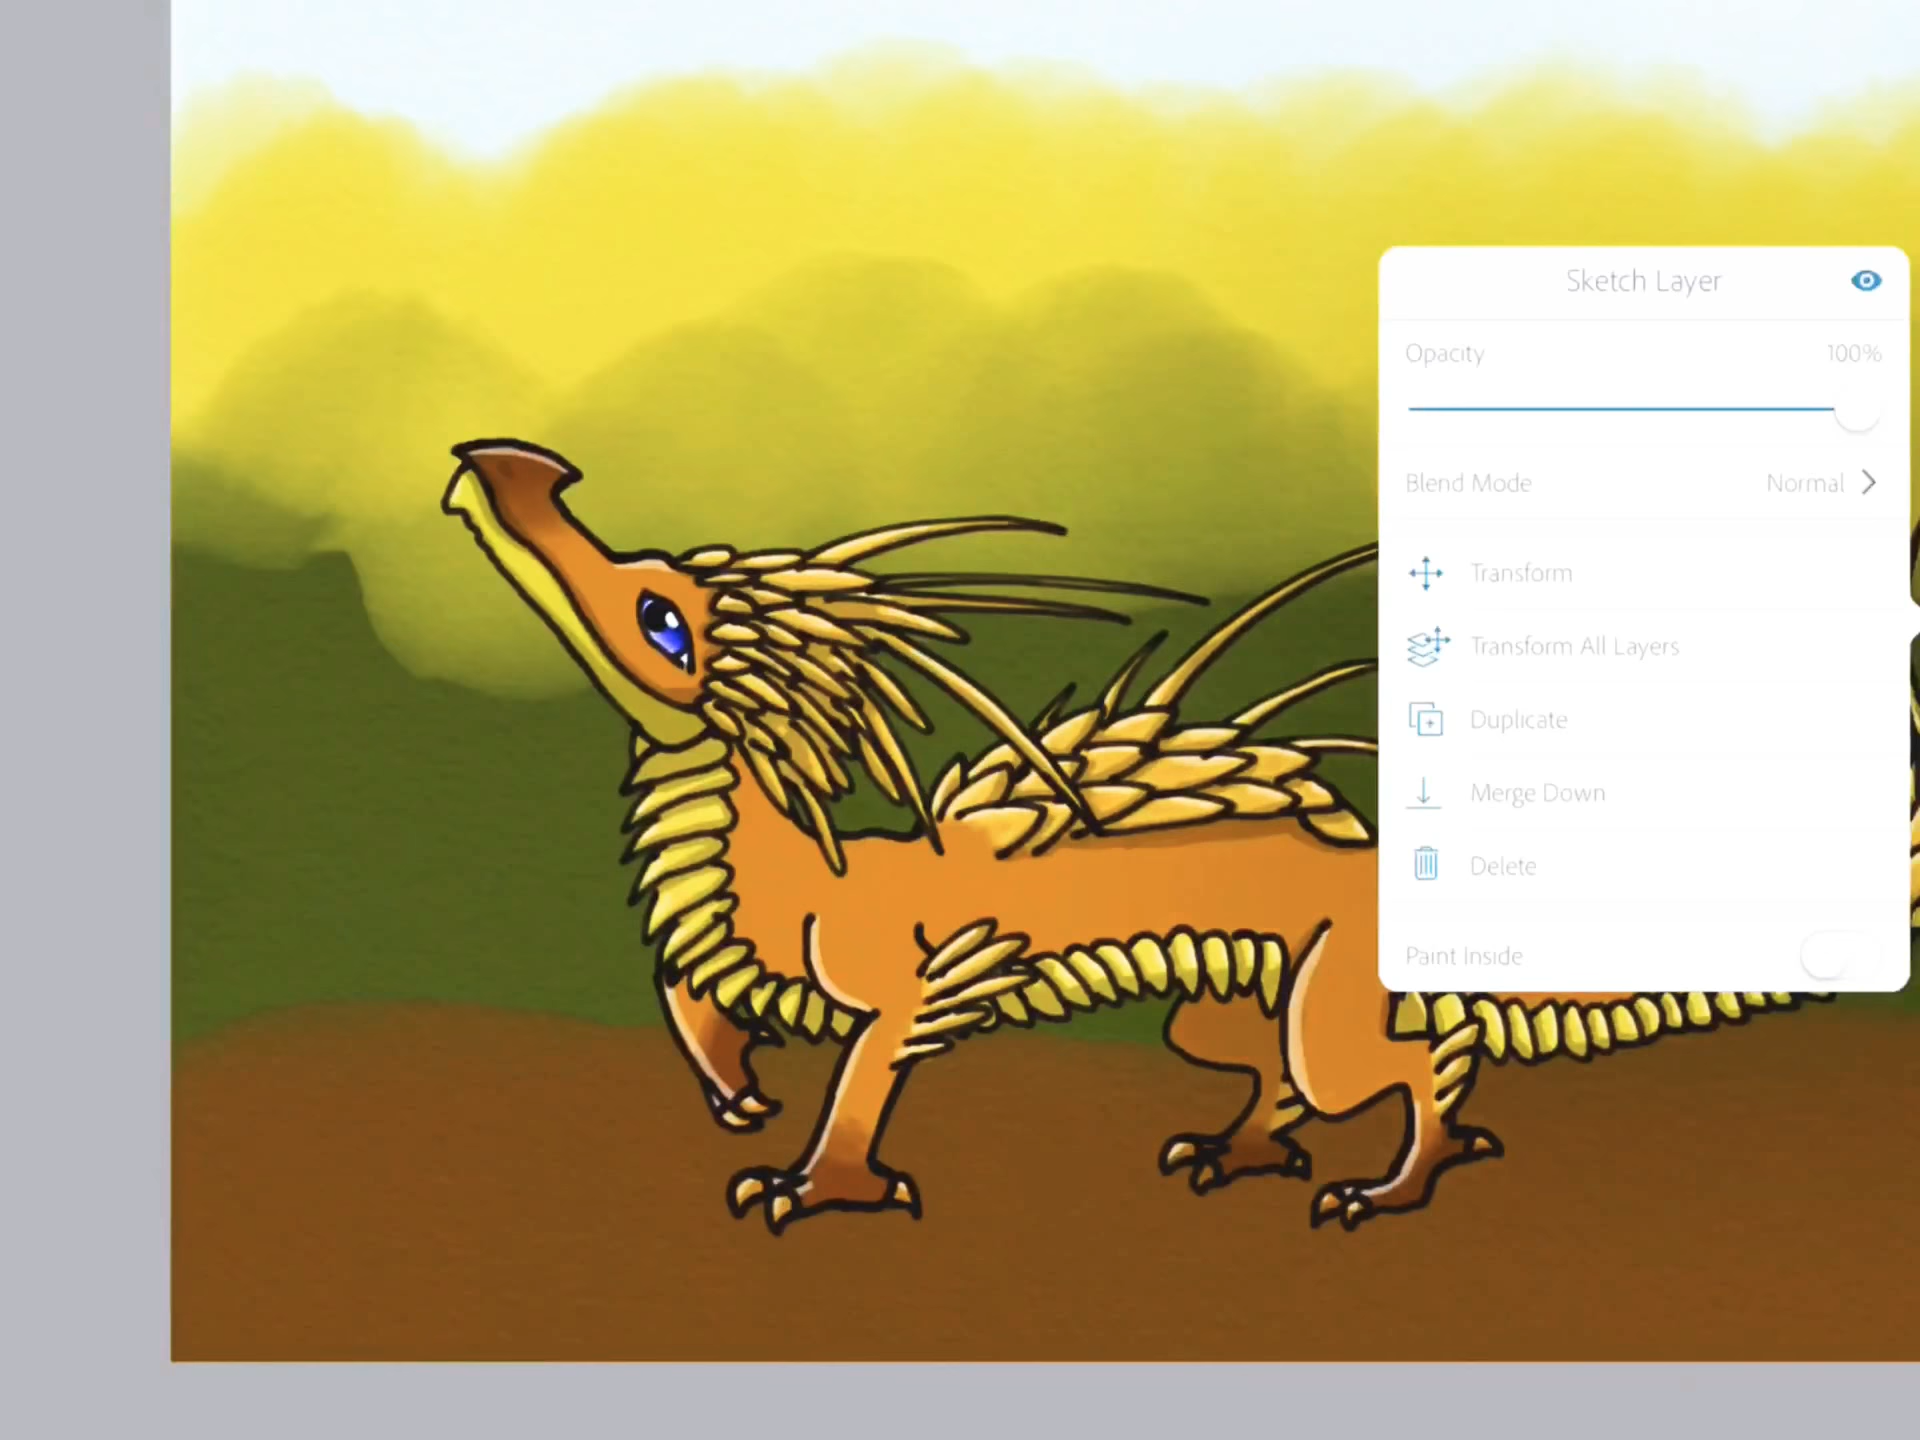 Sketch Layer
Opacity 100%
Blend Mode Normal
Transform
Transform All Layers
Duplicate
Merge Down
Delete
Paint Inside